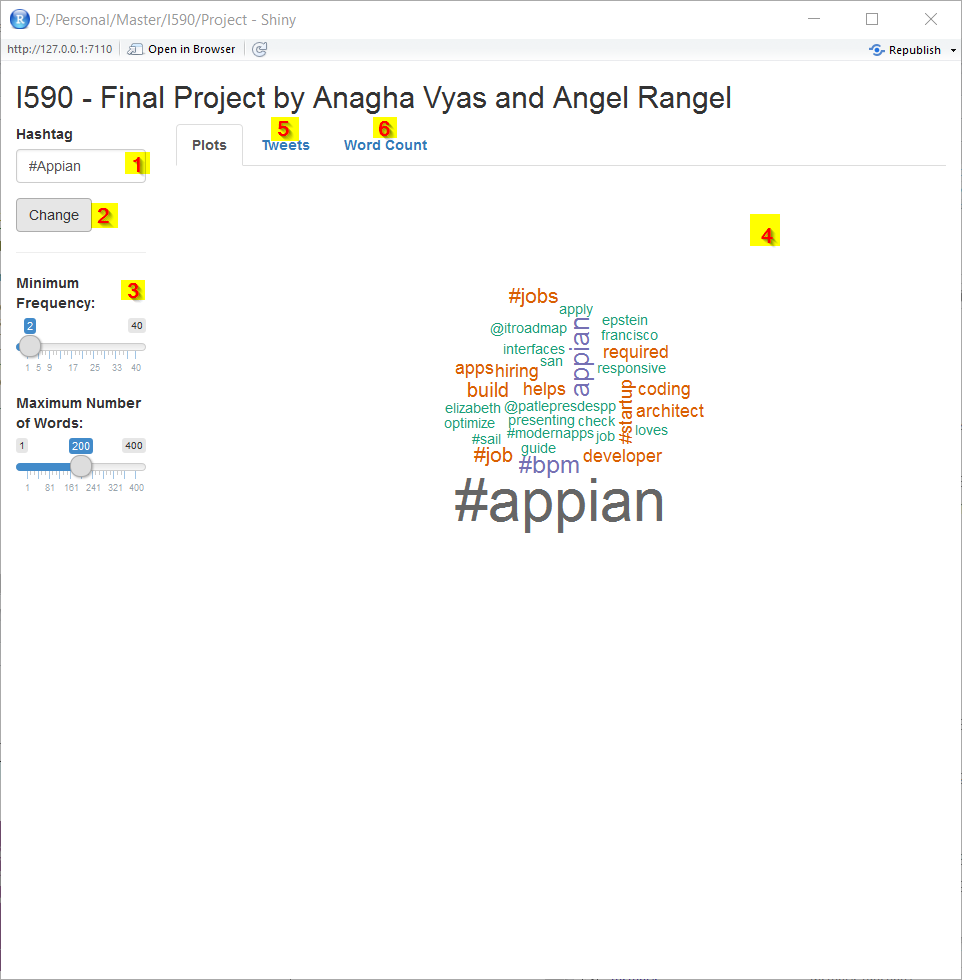 D:/Personal/Master/I590/Project - Shiny
http://127.0.0.1:7110 Open in Browser Republish
I590 - Final Project by Anagha Vyas and Angel Rangel
Hashtag
#Appian 1
Change 2
Minimum
Frequency: 3
2 40
1 5 9 17 25 33 40
Maximum Number
of Words:
1 200 400
1 81 161 241 321 400
5 6
Plots Tweets Word Count
4
#jobs
apply
@itroadmap appian epstein
francisco
interfaces required
san
apps hiring responsive
build helps #startup coding
elizabeth @patlepresdespp architect
optimize presenting check
#modernapps job loves
#sail
guide
#job developer
#bpm
#appian